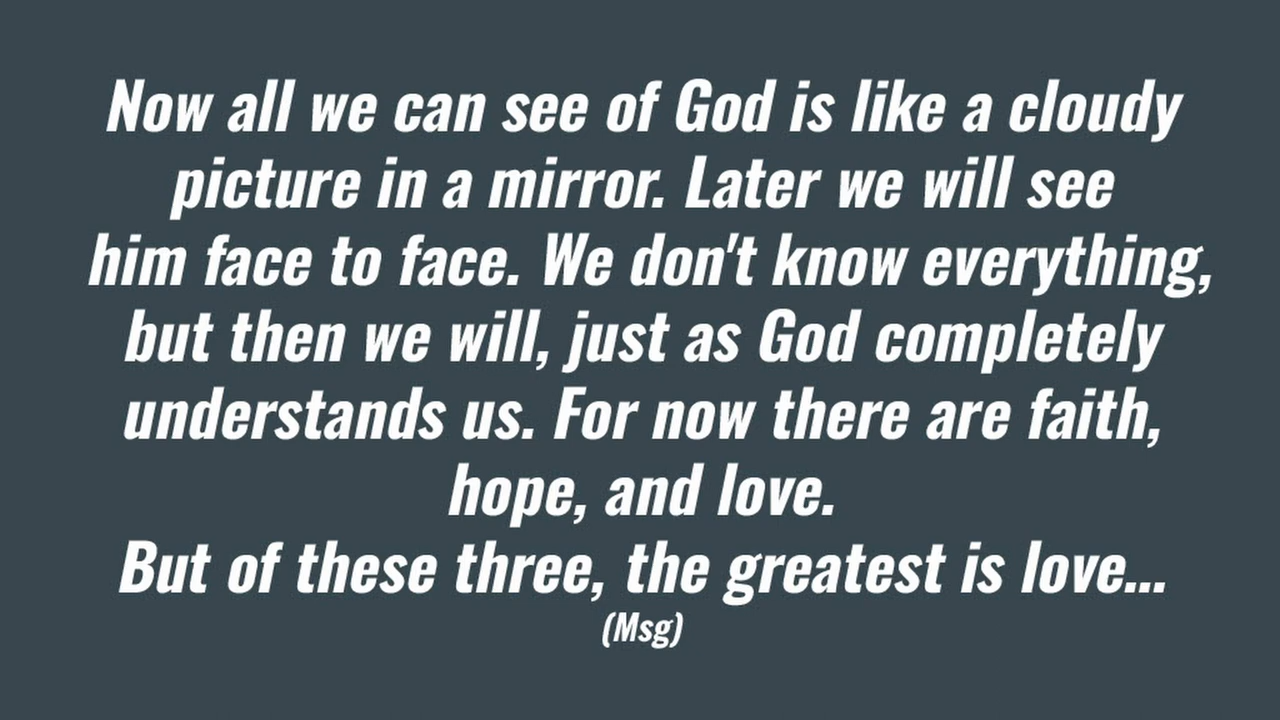 Now all we can see of God is like a cloudy
picture in a mirror. Later we will see
him face to face. We don't know everything,
but then we will, just as God completely
understands us. For now there are faith,
hope, and love.
But of these three, the greatest is love...
(Msg)